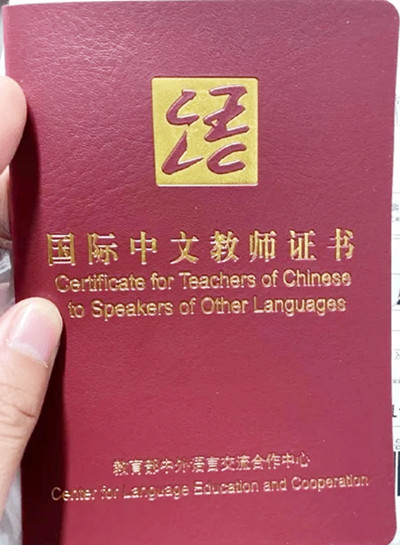 国际中文教师证书
Certificate for Teachers of Chinese
to Speakers of Other Languages
教育部中外语言交流合作中心
Center for Language Education and Cooperation